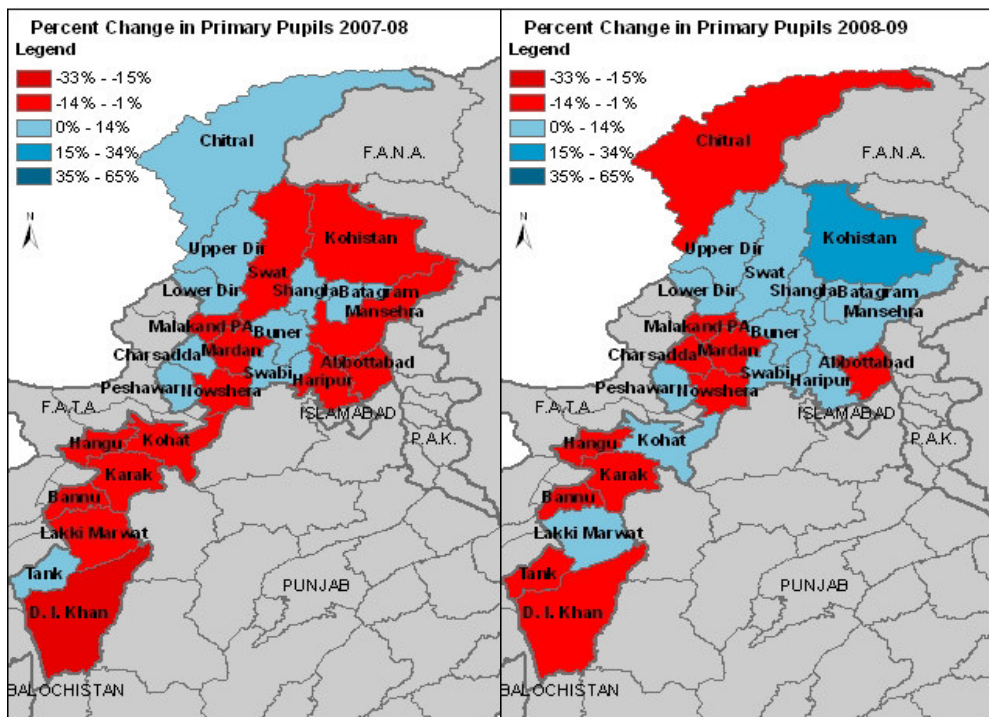 Percent Change in Primary Pupils 2007-08
Legend
-33% - -15%
-14% - -1%
0% - 14%
15% - 34%
35% - 65%
N
Chitral
F.A.N.A.
Upper Dir
Kohistan
Swat
Lower Dir
Shangla
Batagram
Mansehra
Malakand PA
Buner
Charsadda
Mardan
Abbottabad
Peshawar
Swabi
Haripur
Nowshera
F.A.T.A.
ISLAMABAD
P.A.K.
Hangu
Kohat
Karak
Bannu
Lakki Marwat
Tank
PUNJAB
D. I. Khan
BALOCHISTAN
Percent Change in Primary Pupils 2008-09
Legend
-33% - -15%
-14% - -1%
0% - 14%
15% - 34%
35% - 65%
N
Chitral
F.A.N.A.
Upper Dir
Kohistan
Swat
Lower Dir
Shangla
Batagram
Mansehra
Malakand PA
Buner
Charsadda
Mardan
Abbottabad
Peshawar
Swabi
Haripur
Nowshera
F.A.T.A.
ISLAMABAD
P.A.K.
Hangu
Kohat
Karak
Bannu
Lakki Marwat
Tank
PUNJAB
D. I. Khan
BALOCHISTAN